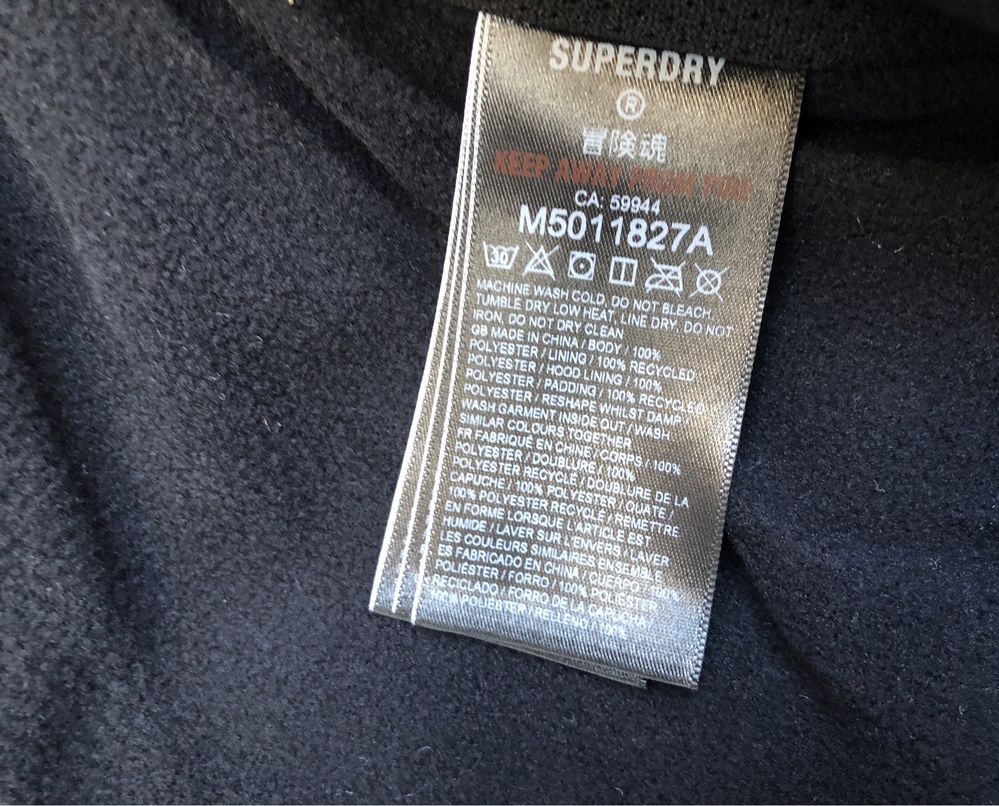 SUPERDRY
®
冒険魂
KEEP AWAY FROM FIRE
CA: 59944
M5011827A
30
MACHINE WASH COLD, DO NOT BLEACH,
TUMBLE DRY LOW HEAT, LINE DRY, DO NOT
IRON, DO NOT DRY CLEAN
GB MADE IN CHINA / BODY / 100%
POLYESTER / LINING / 100% RECYCLED
POLYESTER / HOOD LINING / 100%
POLYESTER / PADDING / 100% RECYCLED
POLYESTER / RESHAPE WHILST DAMP
WASH GARMENT INSIDE OUT / WASH
SIMILAR COLOURS TOGETHER
FR FABRIQUÉ EN CHINE / CORPS / 100%
POLYESTER / DOUBLURE / 100%
POLYESTER RECYCLÉ / DOUBLURE DE LA
CAPUCHE / 100% POLYESTER / OUATE /
100% POLYESTER RECYCLÉ / REMETTRE
EN FORME LORSQUE L'ARTICLE EST
HUMIDE / LAVER SUR L'ENVERS / LAVER
LES COULEURS SIMILAIRES ENSEMBLE
ES FABRICADO EN CHINA / CUERPO / 100%
POLIÉSTER / FORRO / 100% POLIÉSTER
RECICLADO / FORRO DE LA CAPUCHA /
100% POLIÉSTER / RELLENO / 100%